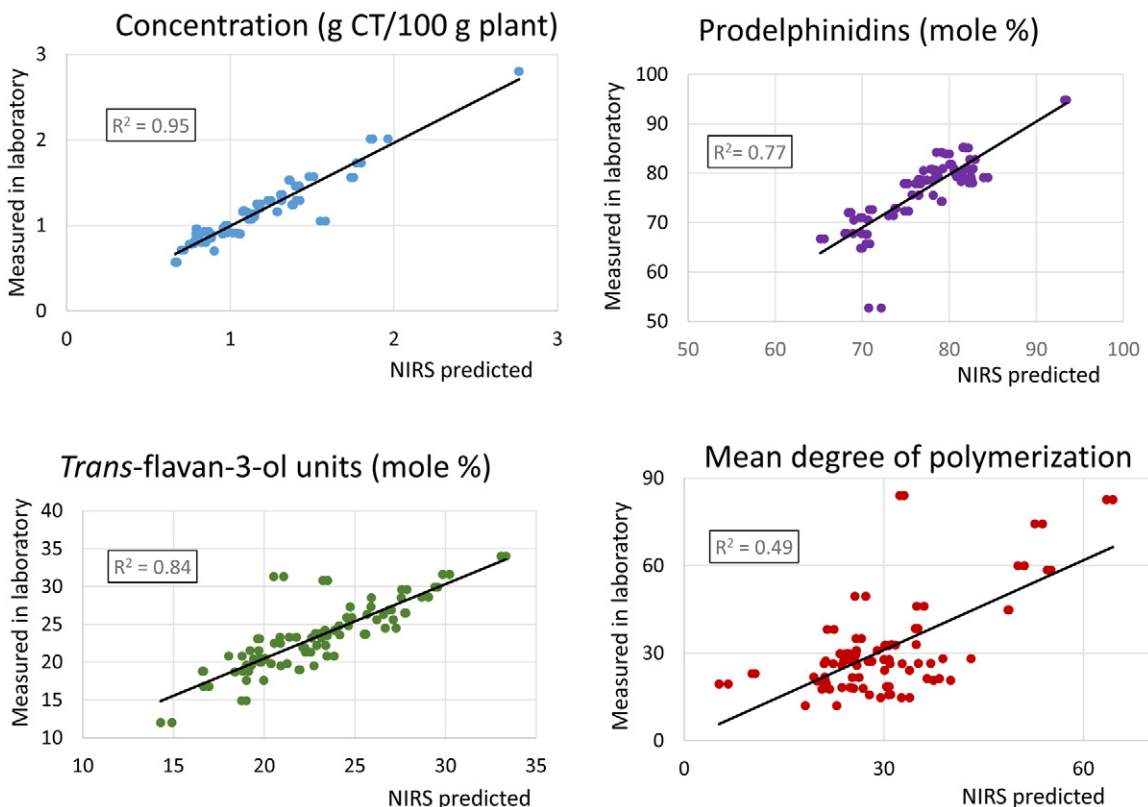 Concentration (g CT/100 g plant)
Measured in laboratory
3
2
1
0
R² = 0.95
0 1 2 3
NIRS predicted
Prodelphinidins (mole %)
Measured in laboratory
100
90
80
70
60
50
R²= 0.77
50 60 70 80 90 100
NIRS predicted
Trans-flavan-3-ol units (mole %)
Measured in laboratory
40
35
30
25
20
15
10
R² = 0.84
10 15 20 25 30 35
NIRS predicted
Mean degree of polymerization
Measured in laboratory
90
60
30
0
R² = 0.49
0 30 60
NIRS predicted